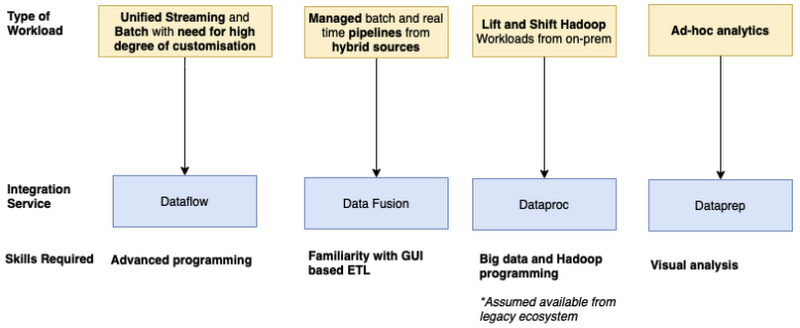 Type of
Workload
Unified Streaming and
Batch with need for high
degree of customisation
Managed batch and real
time pipelines from
hybrid sources
Lift and Shift Hadoop
Workloads from on-prem
Ad-hoc analytics
Integration
Service
Dataflow
Data Fusion
Dataproc
Dataprep
Skills Required
Advanced programming
Familiarity with GUI
based ETL
Big data and Hadoop
programming
*Assumed available from
legacy ecosystem
Visual analysis